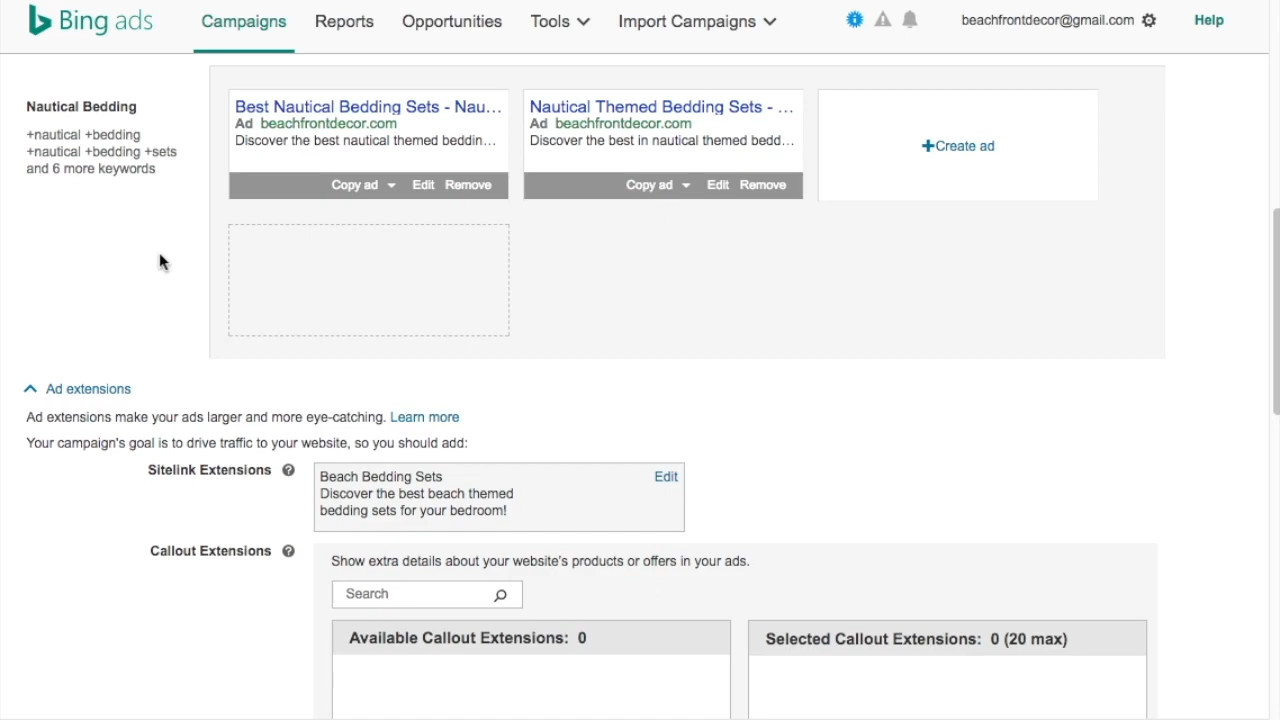 Bing ads Campaigns Reports Opportunities Tools Import Campaigns beachfrontdecor@gmail.com Help
Nautical Bedding
+nautical +bedding
+nautical +bedding +sets
and 6 more keywords
Best Nautical Bedding Sets - Nau...
Ad beachfrontdecor.com
Discover the best nautical themed beddin...
Copy ad Edit Remove
Nautical Themed Bedding Sets - ...
Ad beachfrontdecor.com
Discover the best in nautical themed bedd...
Copy ad Edit Remove
+Create ad
Ad extensions
Ad extensions make your ads larger and more eye-catching. Learn more
Your campaign's goal is to drive traffic to your website, so you should add:
Sitelink Extensions ?
Beach Bedding Sets Edit
Discover the best beach themed
bedding sets for your bedroom!
Callout Extensions ?
Show extra details about your website's products or offers in your ads.
Search
Available Callout Extensions: 0
Selected Callout Extensions: 0 (20 max)